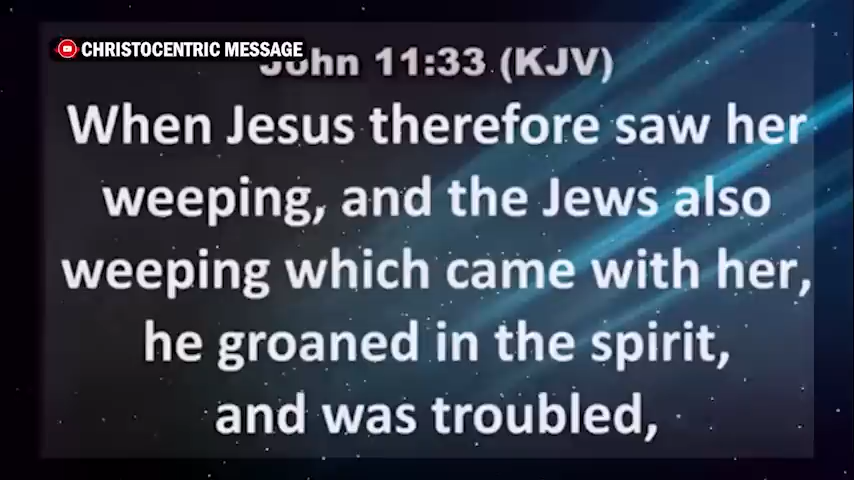 CHRISTOCENTRIC MESSAGE
John 11:33 (KJV)
When Jesus therefore saw her
weeping, and the Jews also
weeping which came with her,
he groaned in the spirit,
and was troubled,